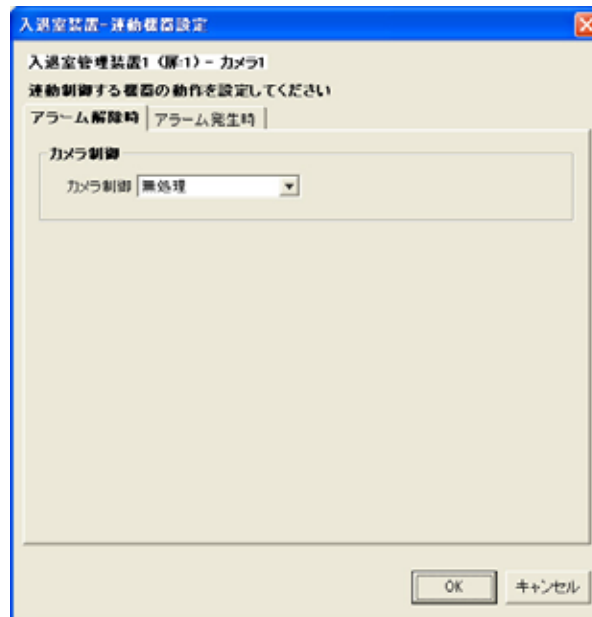 入退室装置-連動機器設定
入退室管理装置1（扉:1）- カメラ1
連動制御する機器の動作を設定してください
アラーム解除時 アラーム発生時
カメラ制御
カメラ制御 無処理
OK キャンセル